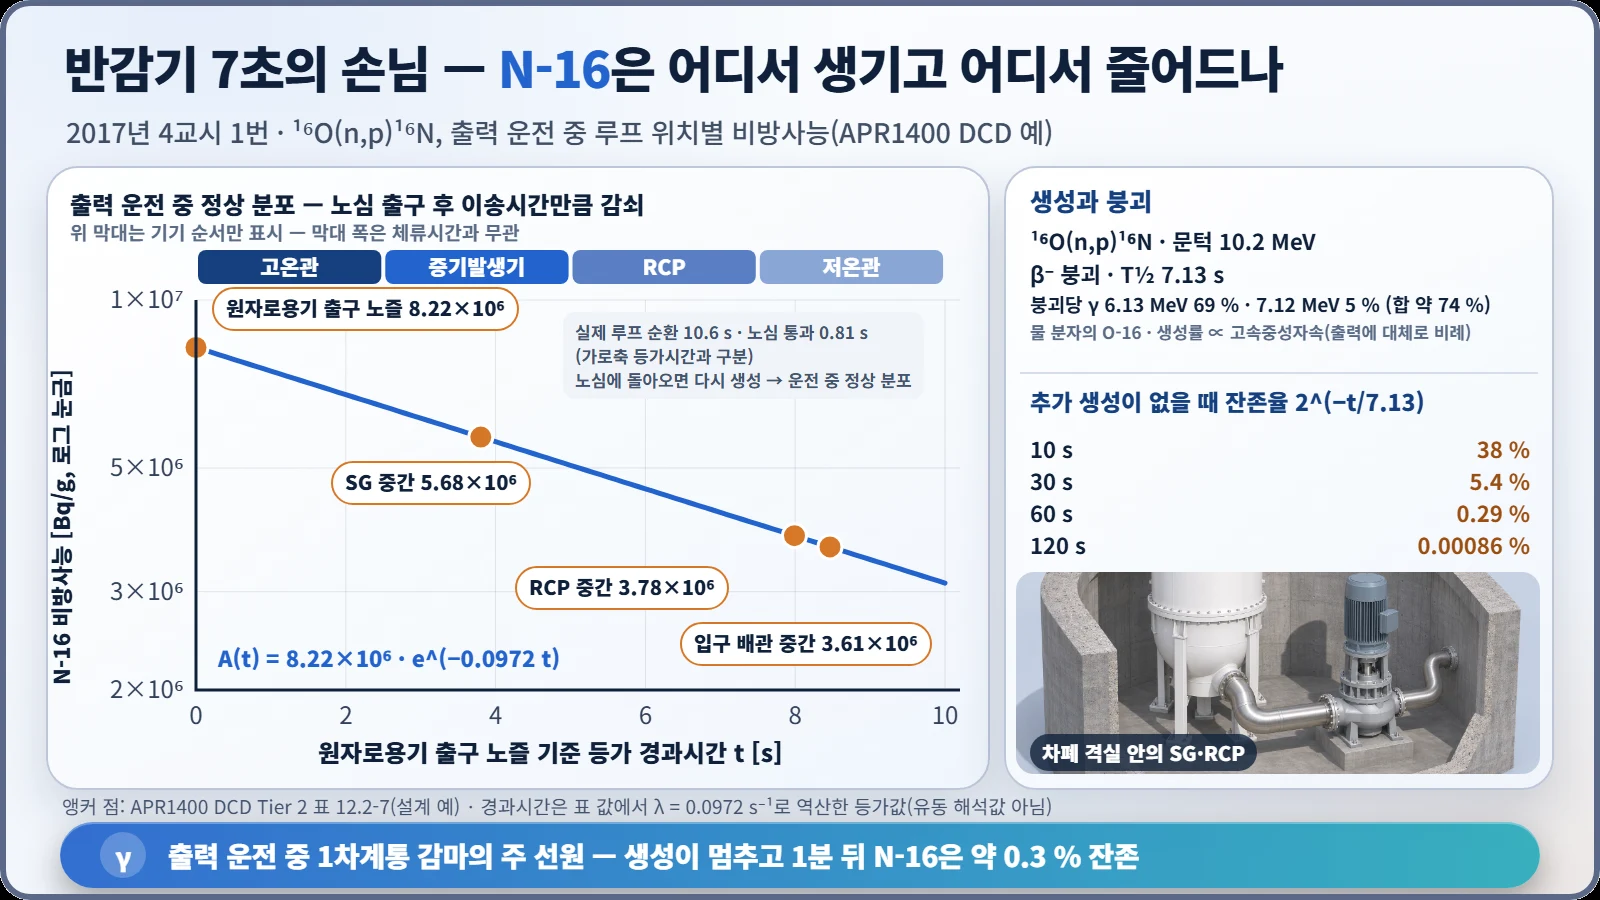 반감기 7초의 손님 — N-16은 어디서 생기고 어디서 줄어드나
2017년 4교시 1번 · ¹⁶O(n,p)¹⁶N, 출력 운전 중 루프 위치별 비방사능(APR1400 DCD 예)
출력 운전 중 정상 분포 — 노심 출구 후 이송시간만큼 감쇠
위 막대는 기기 순서만 표시 — 막대 폭은 체류시간과 무관
고온관 증기발생기 RCP 저온관
1×10⁷
원자로용기 출구 노즐 8.22×10⁶
실제 루프 순환 10.6 s · 노심 통과 0.81 s
(가로축 등가시간과 구분)
노심에 돌아오면 다시 생성 → 운전 중 정상 분포
N-16 비방사능 [Bq/g, 로그 눈금]
5×10⁶
SG 중간 5.68×10⁶
3×10⁶
RCP 중간 3.78×10⁶
입구 배관 중간 3.61×10⁶
A(t) = 8.22×10⁶ · e^(−0.0972 t)
2×10⁶
0 2 4 6 8 10
원자로용기 출구 노즐 기준 등가 경과시간 t [s]
생성과 붕괴
¹⁶O(n,p)¹⁶N · 문턱 10.2 MeV
β⁻ 붕괴 · T½ 7.13 s
붕괴당 γ 6.13 MeV 69 % · 7.12 MeV 5 % (합 약 74 %)
물 분자의 O-16 · 생성률 ∝ 고속중성자속(출력에 대체로 비례)
추가 생성이 없을 때 잔존율 2^(−t/7.13)
10 s 38 %
30 s 5.4 %
60 s 0.29 %
120 s 0.00086 %
차폐 격실 안의 SG·RCP
앵커 점: APR1400 DCD Tier 2 표 12.2-7(설계 예) · 경과시간은 표 값에서 λ = 0.0972 s⁻¹로 역산한 등가값(유동 해석값 아님)
γ 출력 운전 중 1차계통 감마의 주 선원 — 생성이 멈추고 1분 뒤 N-16은 약 0.3 % 잔존